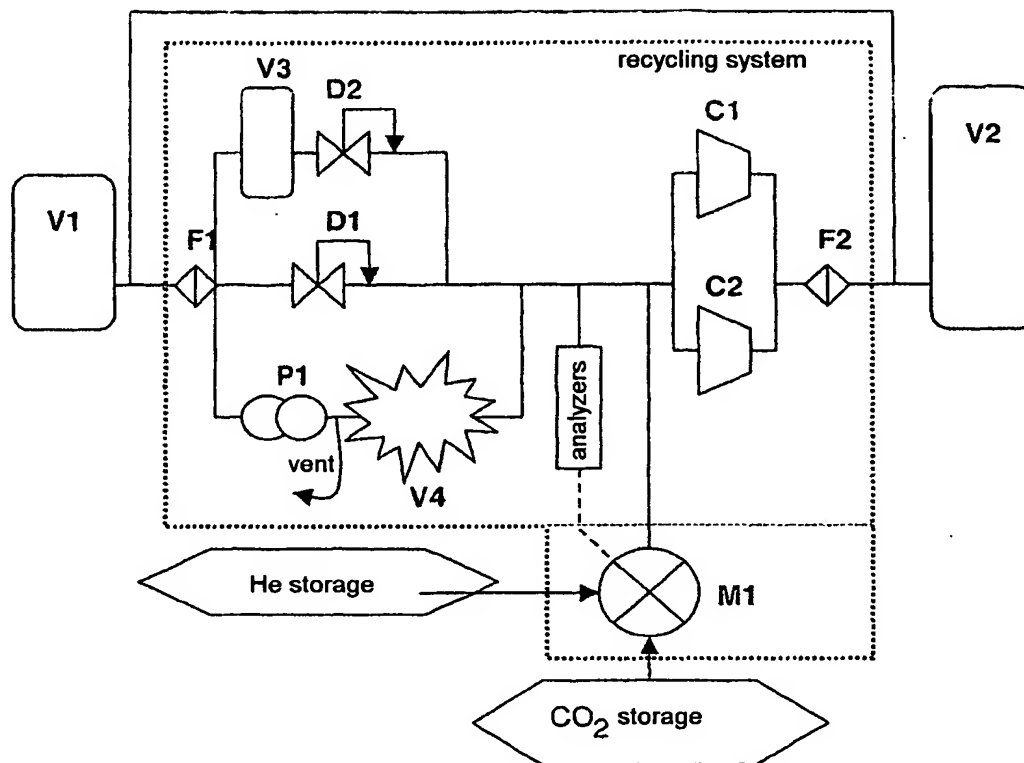 recycling system
V3
D2
C1
V2
V1
F1
D1
F2
C2
P1
analyzers
vent
V4
He storage
M1
CO2 storage